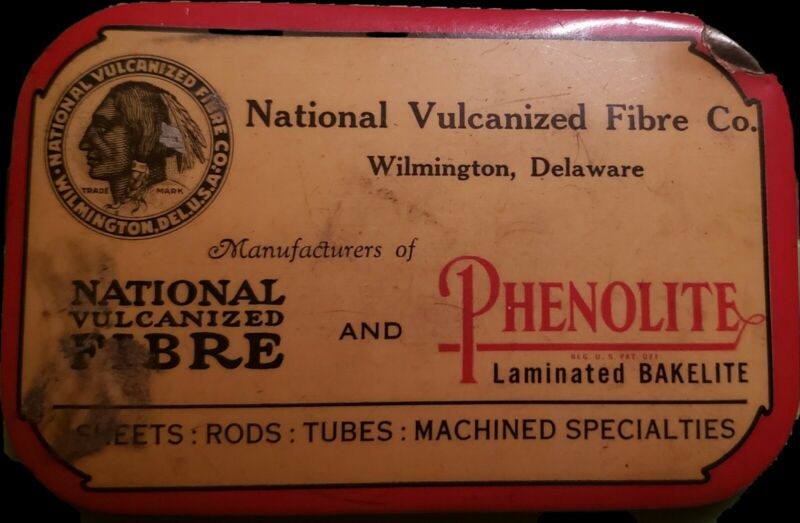 NATIONAL VULCANIZED FIBRE CO.
WILMINGTON, DEL. U.S.A.
TRADE MARK
National Vulcanized Fibre Co.
Wilmington, Delaware
Manufacturers of
NATIONAL
VULCANIZED
FIBRE
AND
PHENOLITE
REG. U. S. PAT. OFF.
Laminated BAKELITE
SHEETS : RODS : TUBES : MACHINED SPECIALTIES